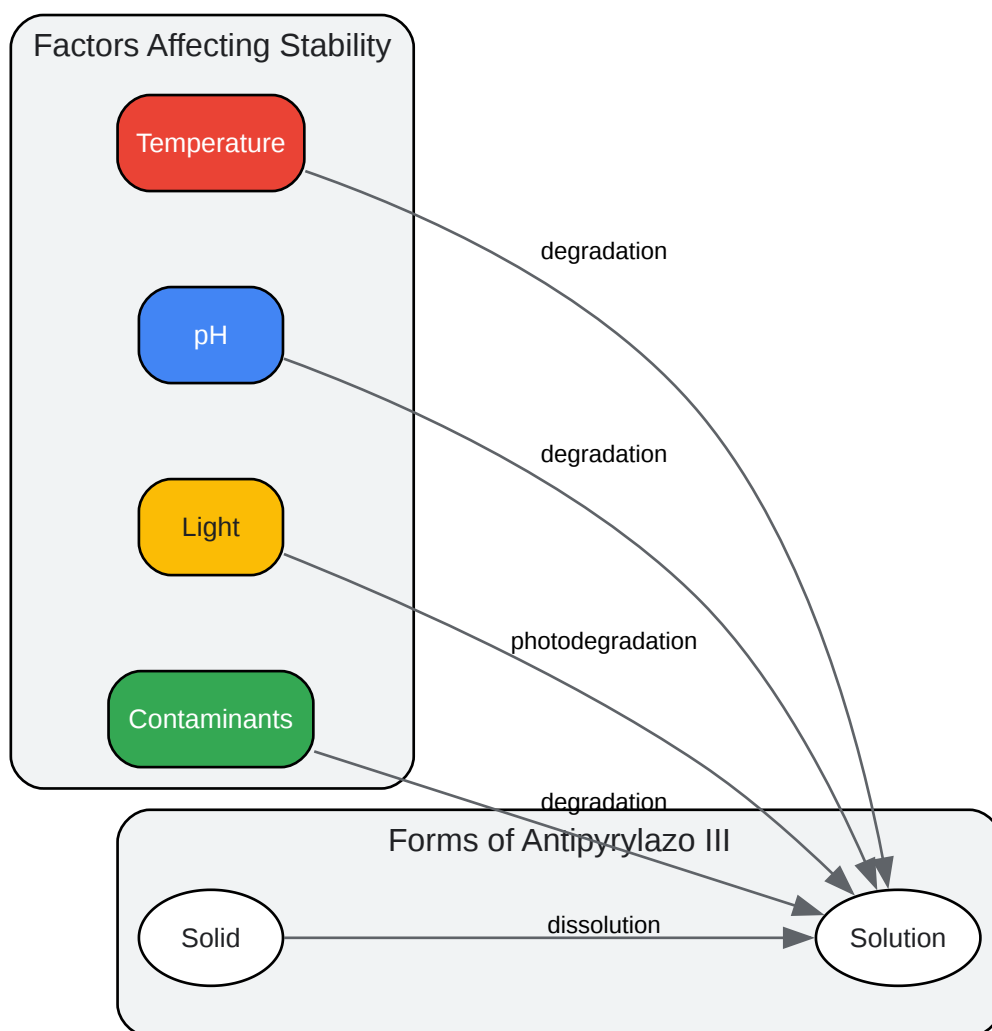 Factors Affecting Stability
Temperature
degradation
pH
degradation
Light
photodegradation
Contaminants
degradation
Forms of Antipyrylazo III
Solid
dissolution
Solution